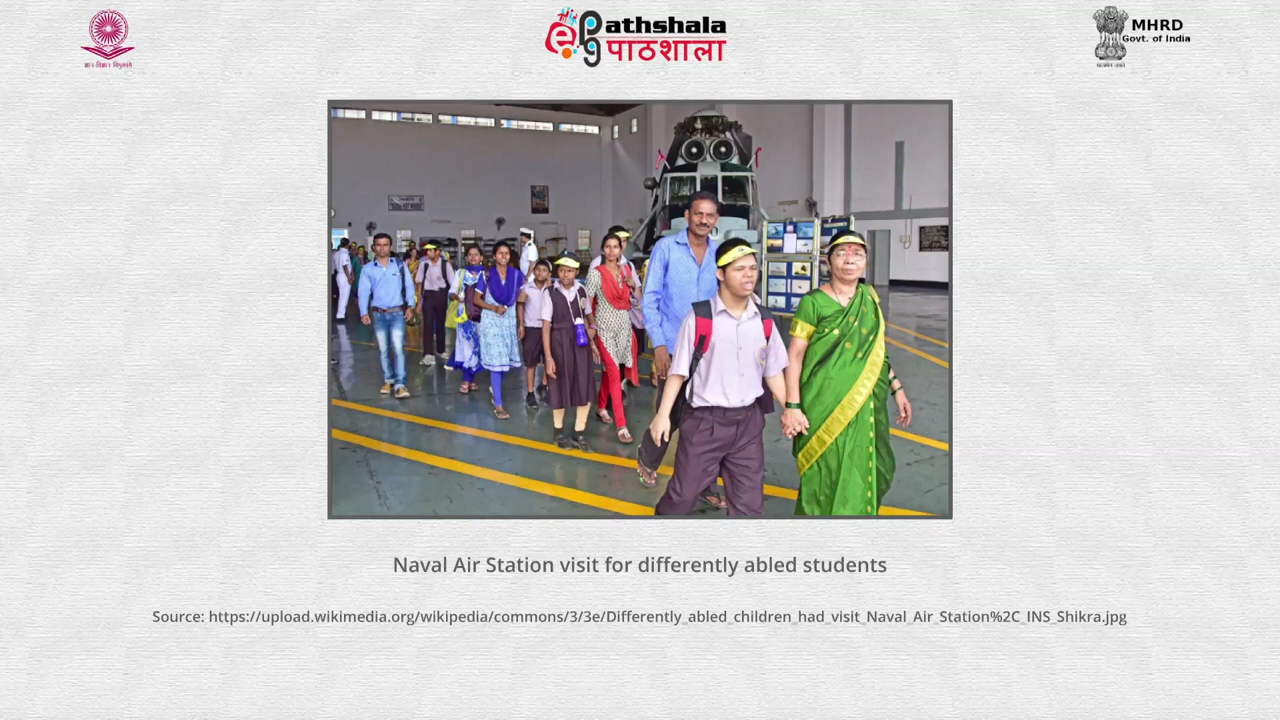 ePathshala
पाठशाला
MHRD
Govt. of India
Naval Air Station visit for differently abled students
Source: https://upload.wikimedia.org/wikipedia/commons/3/3e/Differently_abled_children_had_visit_Naval_Air_Station%2C_INS_Shikra.jpg